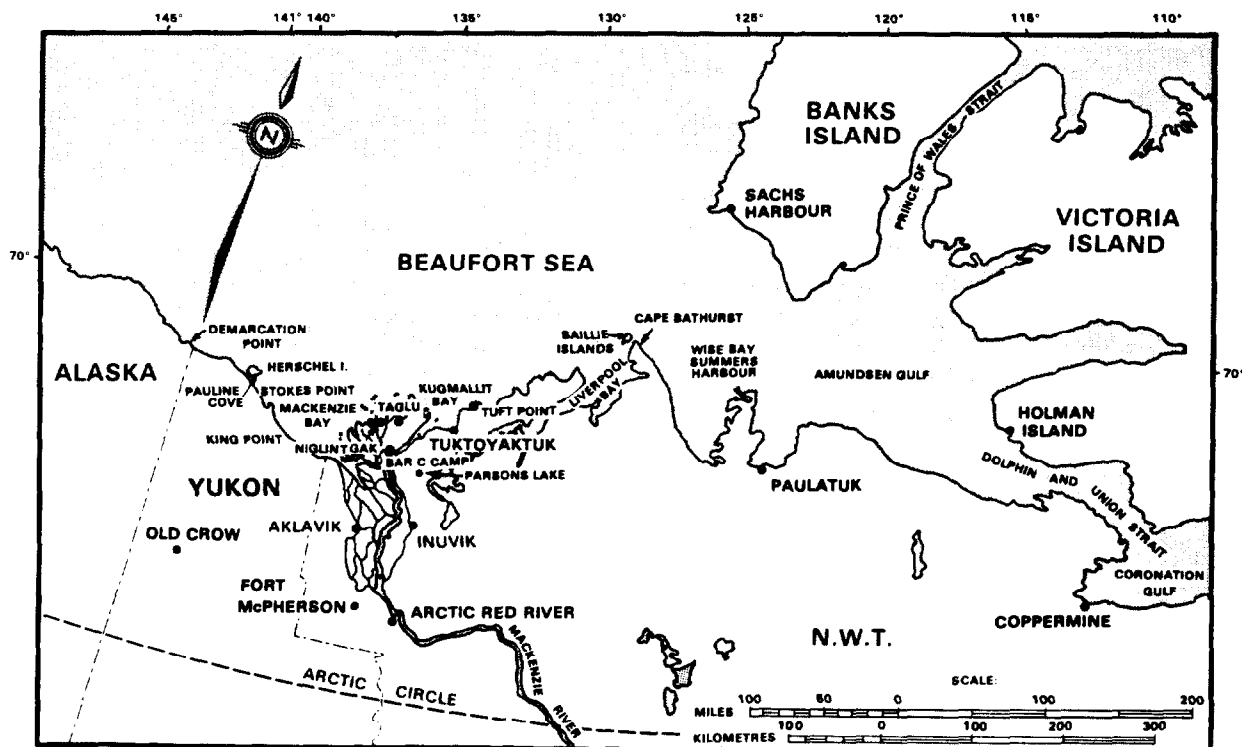 145° 141° 140° 135° 130° 125° 120° 115° 110°
N
BANKS
ISLAND
PRINCE OF WALES STRAIT
SACHS
HARBOUR
VICTORIA
ISLAND
70°
BEAUFORT SEA
DEMARCATION
POINT
CAPE BATHURST
BAILLIE
ISLANDS
WISE BAY
SUMMERS
HARBOUR
ALASKA
HERSCHEL I.
PAULINE
COVE
STOKES POINT
KUGMALLIT
BAY
LIVERPOOL
BAY
AMUNDSEN GULF
70°
MACKENZIE
BAY
TAGLU
TUFT POINT
HOLMAN
ISLAND
KING POINT
NIGLINTGAK
TUKTOYAKTUK
BAR C CAMP
PARSONS LAKE
DOLPHIN AND
UNION STRAIT
PAULATUK
YUKON
AKLAVIK
INUVIK
OLD CROW
FORT
McPHERSON
ARCTIC RED RIVER
CORONATION
GULF
COPPERMINE
N.W.T.
MACKENZIE
RIVER
ARCTIC CIRCLE
SCALE:
100 50 0 100 200
MILES
100 0 100 200 300
KILOMETRES